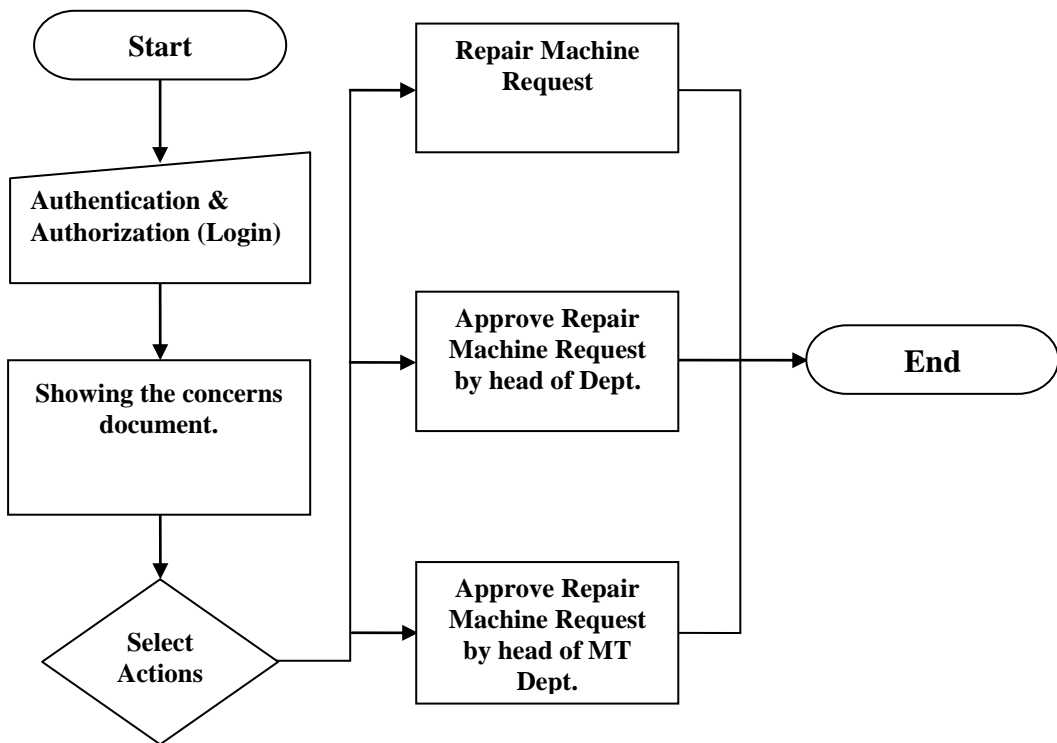 Start
Authentication &
Authorization (Login)
Showing the concerns
document.
Select
Actions
Repair Machine
Request
Approve Repair
Machine Request
by head of Dept.
Approve Repair
Machine Request
by head of MT
Dept.
End